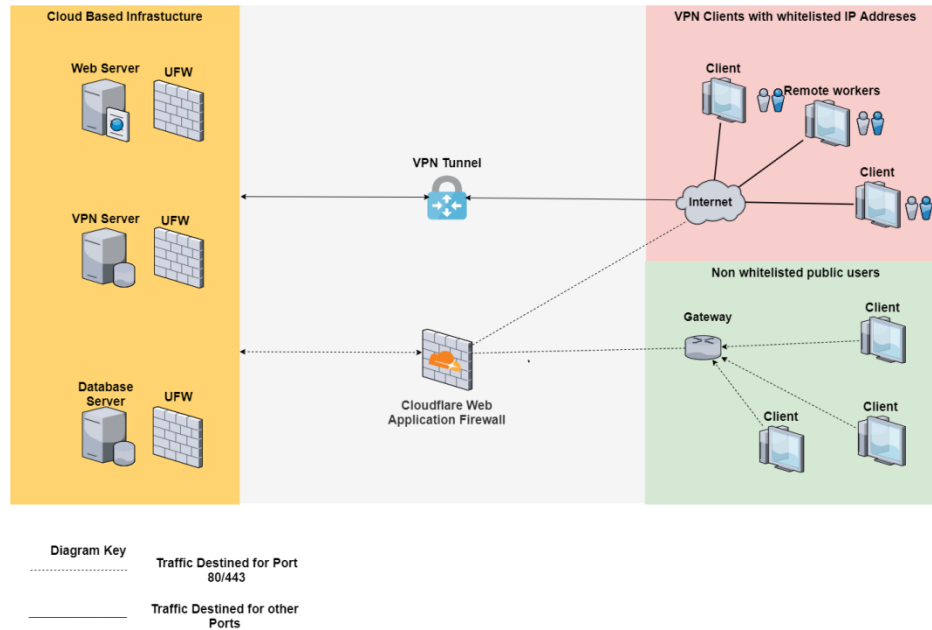 Cloud Based Infrastucture
VPN Clients with whitelisted IP Addreses
Web Server
UFW
Client
Remote workers
VPN Tunnel
Client
Internet
VPN Server
UFW
Non whitelisted public users
Client
Gateway
Database
Server
UFW
Cloudflare Web
Application Firewall
Client
Client
Diagram Key
Traffic Destined for Port
80/443
Traffic Destined for other
Ports